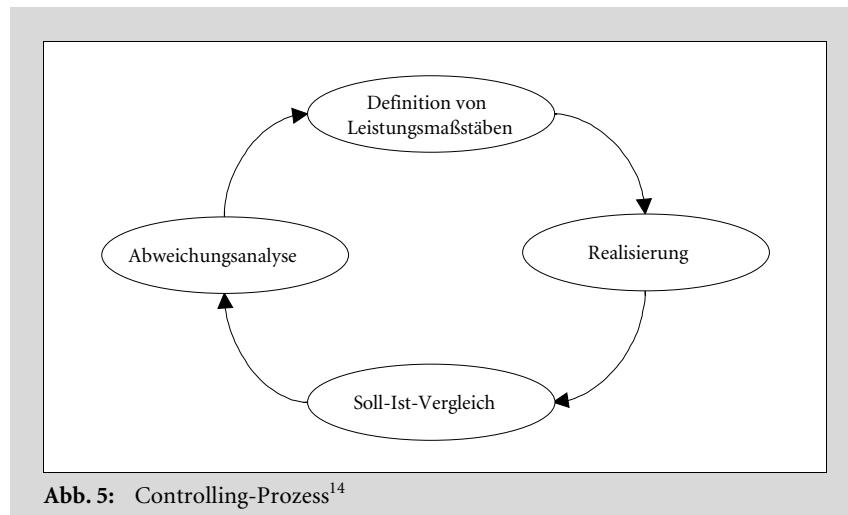 Definition von
Leistungsmaßstäben
Abweichungsanalyse
Realisierung
Soll-Ist-Vergleich
Abb. 5: Controlling-Prozess14